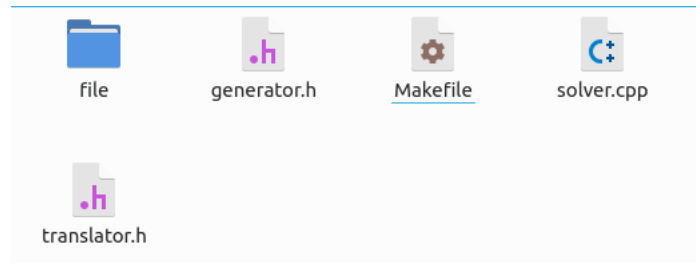 .h
C++
file
generator.h
Makefile
solver.cpp
.h
translator.h